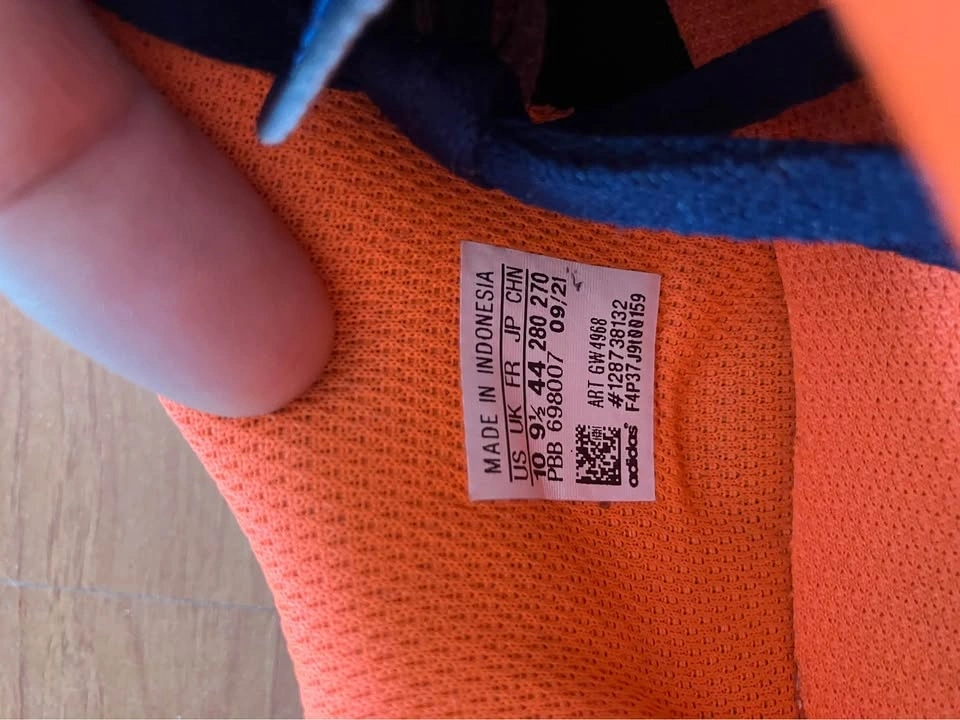 MADE IN INDONESIA
US UK FR JP CHN
10 9½ 44 280 270
PBB 698007 09/21
ART GW4968
#128738132
F4P37J9I00159
adidas